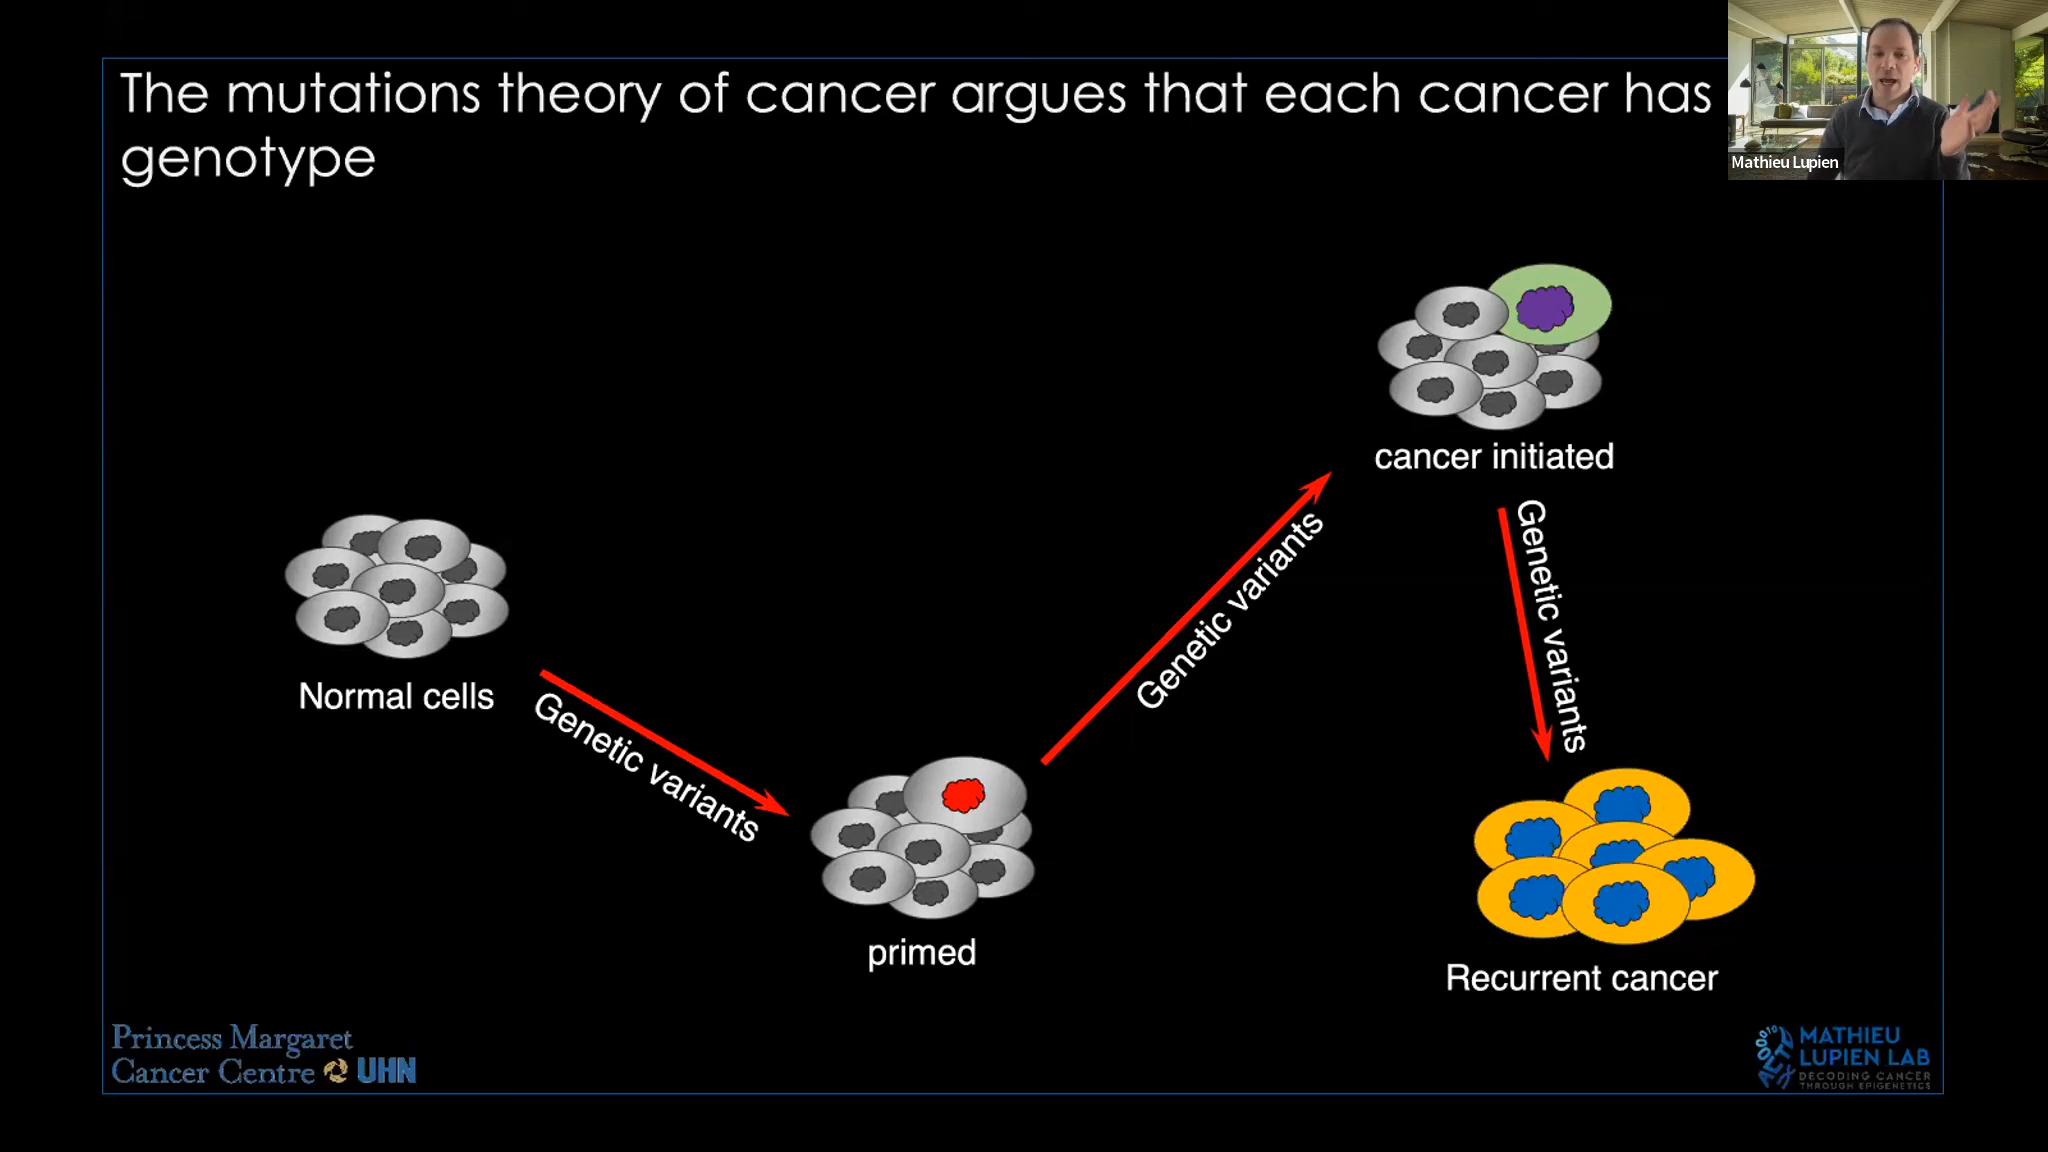 The mutations theory of cancer argues that each cancer has
genotype
Mathieu Lupien
cancer initiated
Genetic variants
Genetic variants
Normal cells
Genetic variants
primed
Recurrent cancer
Princess Margaret
Cancer Centre UHN
MATHIEU
LUPIEN LAB
DECODING CANCER
THROUGH EPIGENETICS